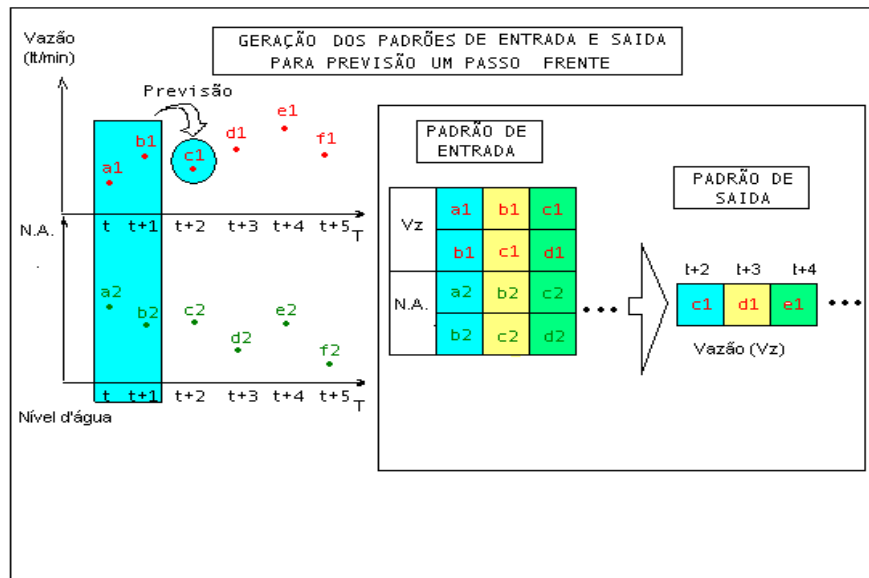 GERAÇÃO DOS PADRÕES DE ENTRADA E SAIDA
PARA PREVISÃO UM PASSO FRENTE
Vazão
(lt/min)
Previsão
a1 b1 c1 d1 e1 f1
t t+1 t+2 t+3 t+4 t+5 T
N.A.
a2 b2 c2 d2 e2 f2
t t+1 t+2 t+3 t+4 t+5 T
Nível d'água
PADRÃO DE
ENTRADA
Vz
a1 b1 c1
b1 c1 d1
N.A.
a2 b2 c2
b2 c2 d2
PADRÃO DE
SAIDA
t+2 t+3 t+4
c1 d1 e1
Vazão (Vz)